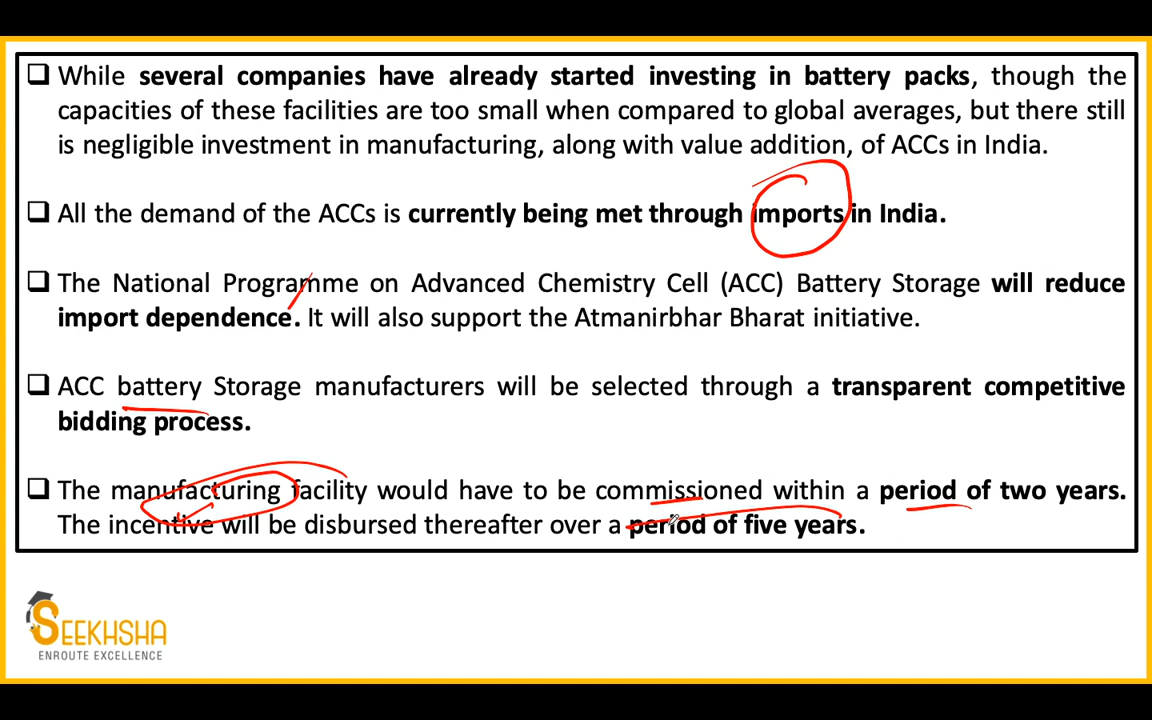 While several companies have already started investing in battery packs, though the
capacities of these facilities are too small when compared to global averages, but there still
is negligible investment in manufacturing, along with value addition, of ACCs in India.
All the demand of the ACCs is currently being met through imports in India.
The National Programme on Advanced Chemistry Cell (ACC) Battery Storage will reduce
import dependence. It will also support the Atmanirbhar Bharat initiative.
ACC battery Storage manufacturers will be selected through a transparent competitive
bidding process.
The manufacturing facility would have to be commissioned within a period of two years.
The incentive will be disbursed thereafter over a period of five years.
SEEKHSHA
ENROUTE EXCELLENCE